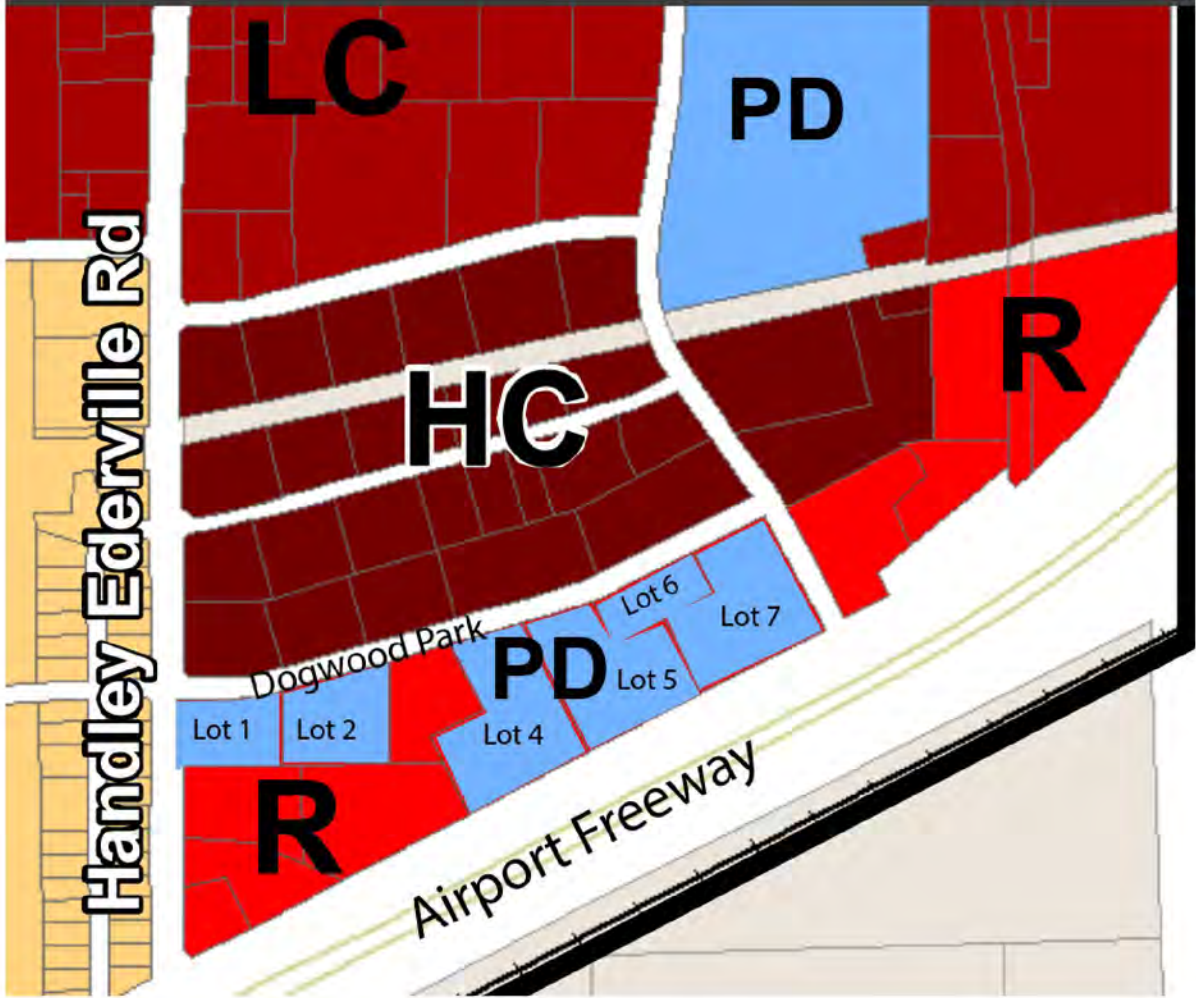 LC
PD
Handley Ederville Rd
R
HC
Lot 6
Lot 7
Dogwood Park
PD
Lot 5
Lot 1
Lot 2
Lot 4
R
Airport Freeway